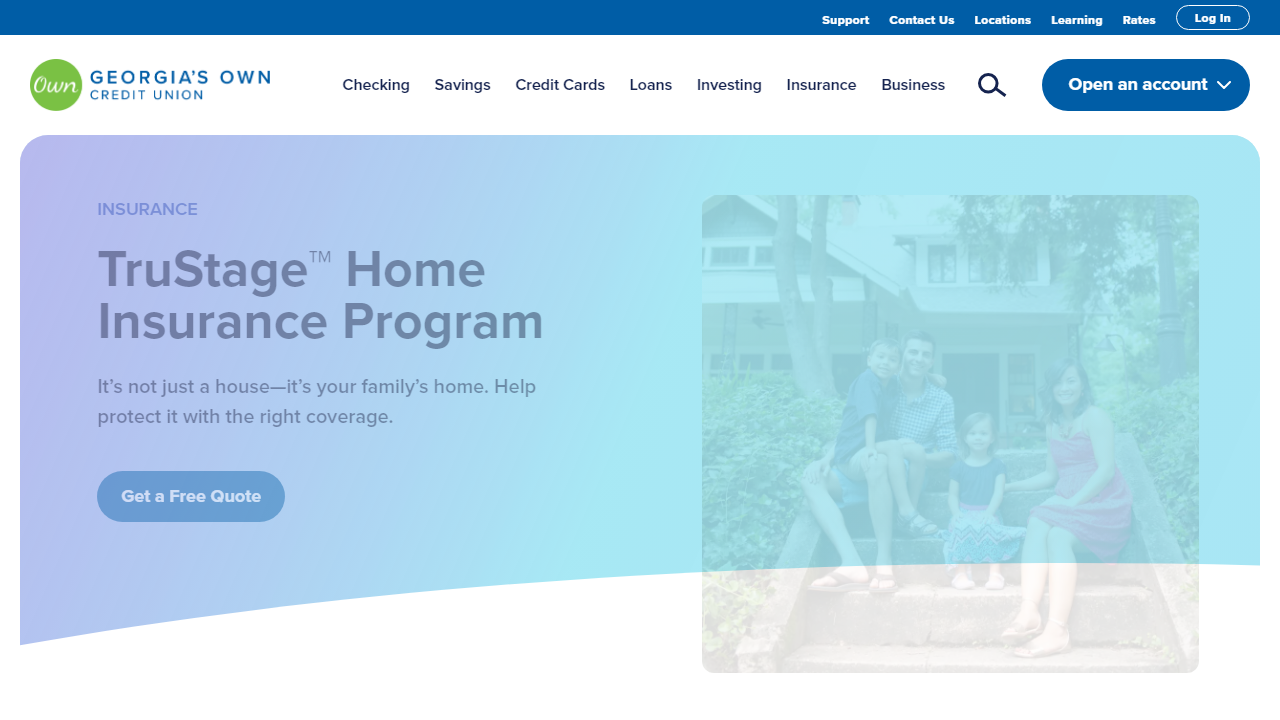 Support Contact Us Locations Learning Rates Log In
Own GEORGIA'S OWN
CREDIT UNION
Checking Savings Credit Cards Loans Investing Insurance Business Open an account
INSURANCE
TruStage™ Home
Insurance Program
It's not just a house—it's your family's home. Help
protect it with the right coverage.
Get a Free Quote